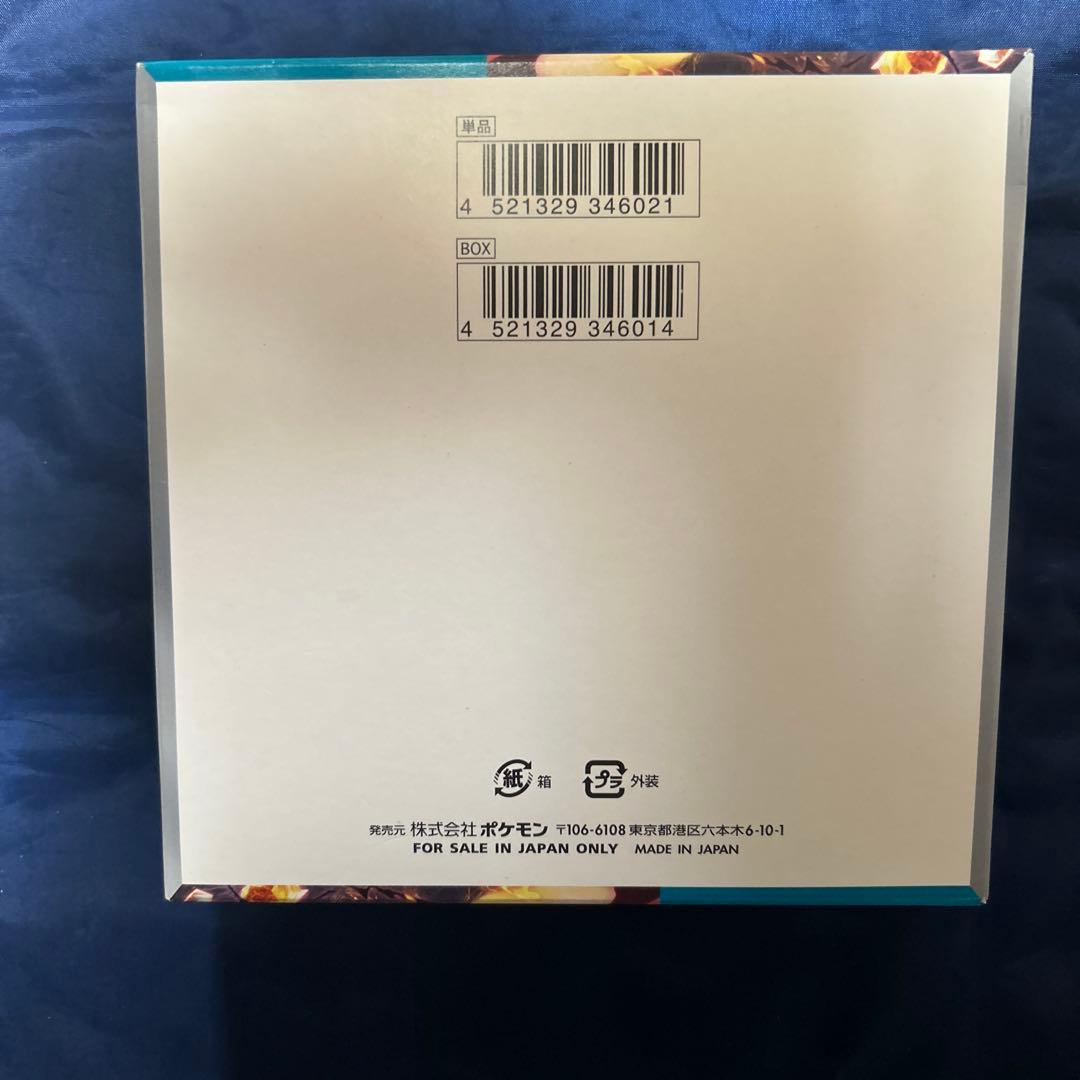 単品
4 521329 346021
BOX
4 521329 346014
紙 箱 プラ 外装
発売元 株式会社 ポケモン 〒106-6108 東京都港区六本木6-10-1
FOR SALE IN JAPAN ONLY MADE IN JAPAN